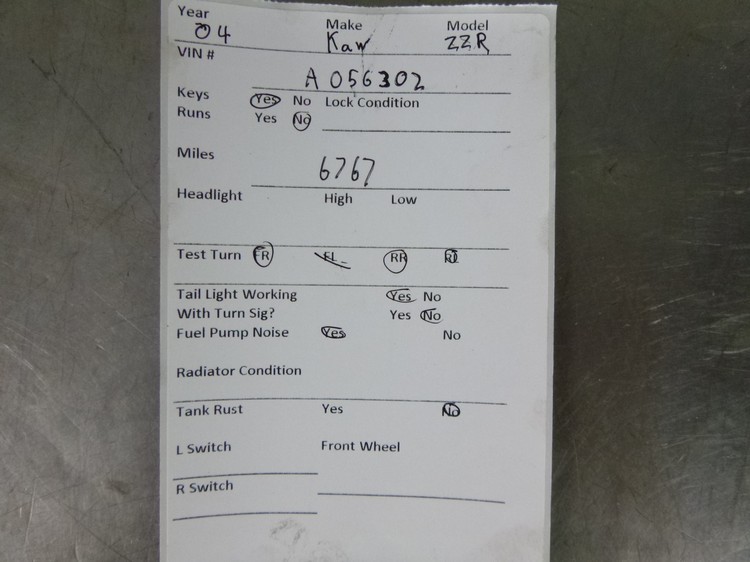 Year Make Model
04 Kaw ZZR
VIN #
A 056302
Keys Yes No Lock Condition
Runs Yes No
Miles
6767
Headlight High Low
Test Turn FR FL RR
Tail Light Working Yes No
With Turn Sig? Yes No
Fuel Pump Noise Yes No
Radiator Condition
Tank Rust Yes No
L Switch Front Wheel
R Switch